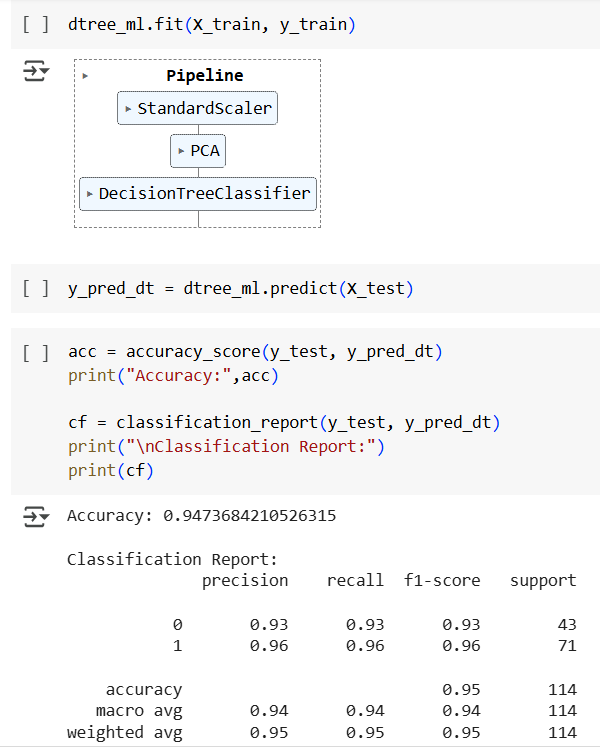 [ ] dtree_ml.fit(X_train, y_train)
Pipeline
StandardScaler
PCA
DecisionTreeClassifier
[ ] y_pred_dt = dtree_ml.predict(X_test)
[ ] acc = accuracy_score(y_test, y_pred_dt)
print("Accuracy:",acc)
cf = classification_report(y_test, y_pred_dt)
print("\nClassification Report:")
print(cf)
Accuracy: 0.9473684210526315
Classification Report:
precision recall f1-score support
0 0.93 0.93 0.93 43
1 0.96 0.96 0.96 71
accuracy 0.95 114
macro avg 0.94 0.94 0.94 114
weighted avg 0.95 0.95 0.95 114